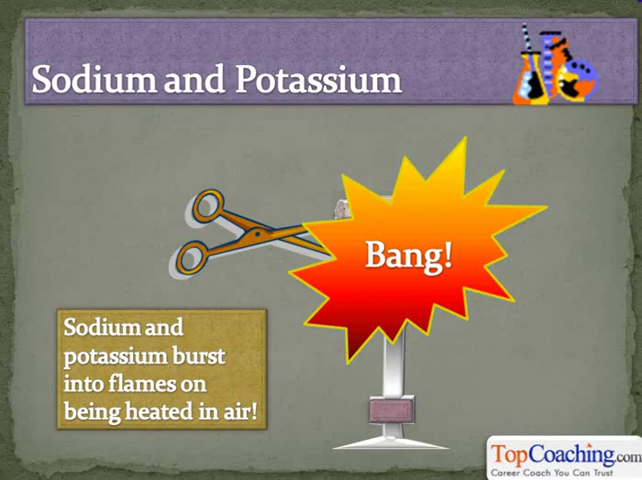 Sodium and Potassium
Bang!
Sodium and
potassium burst
into flames on
being heated in air!
TopCoaching.com
Career Coach You Can Trust